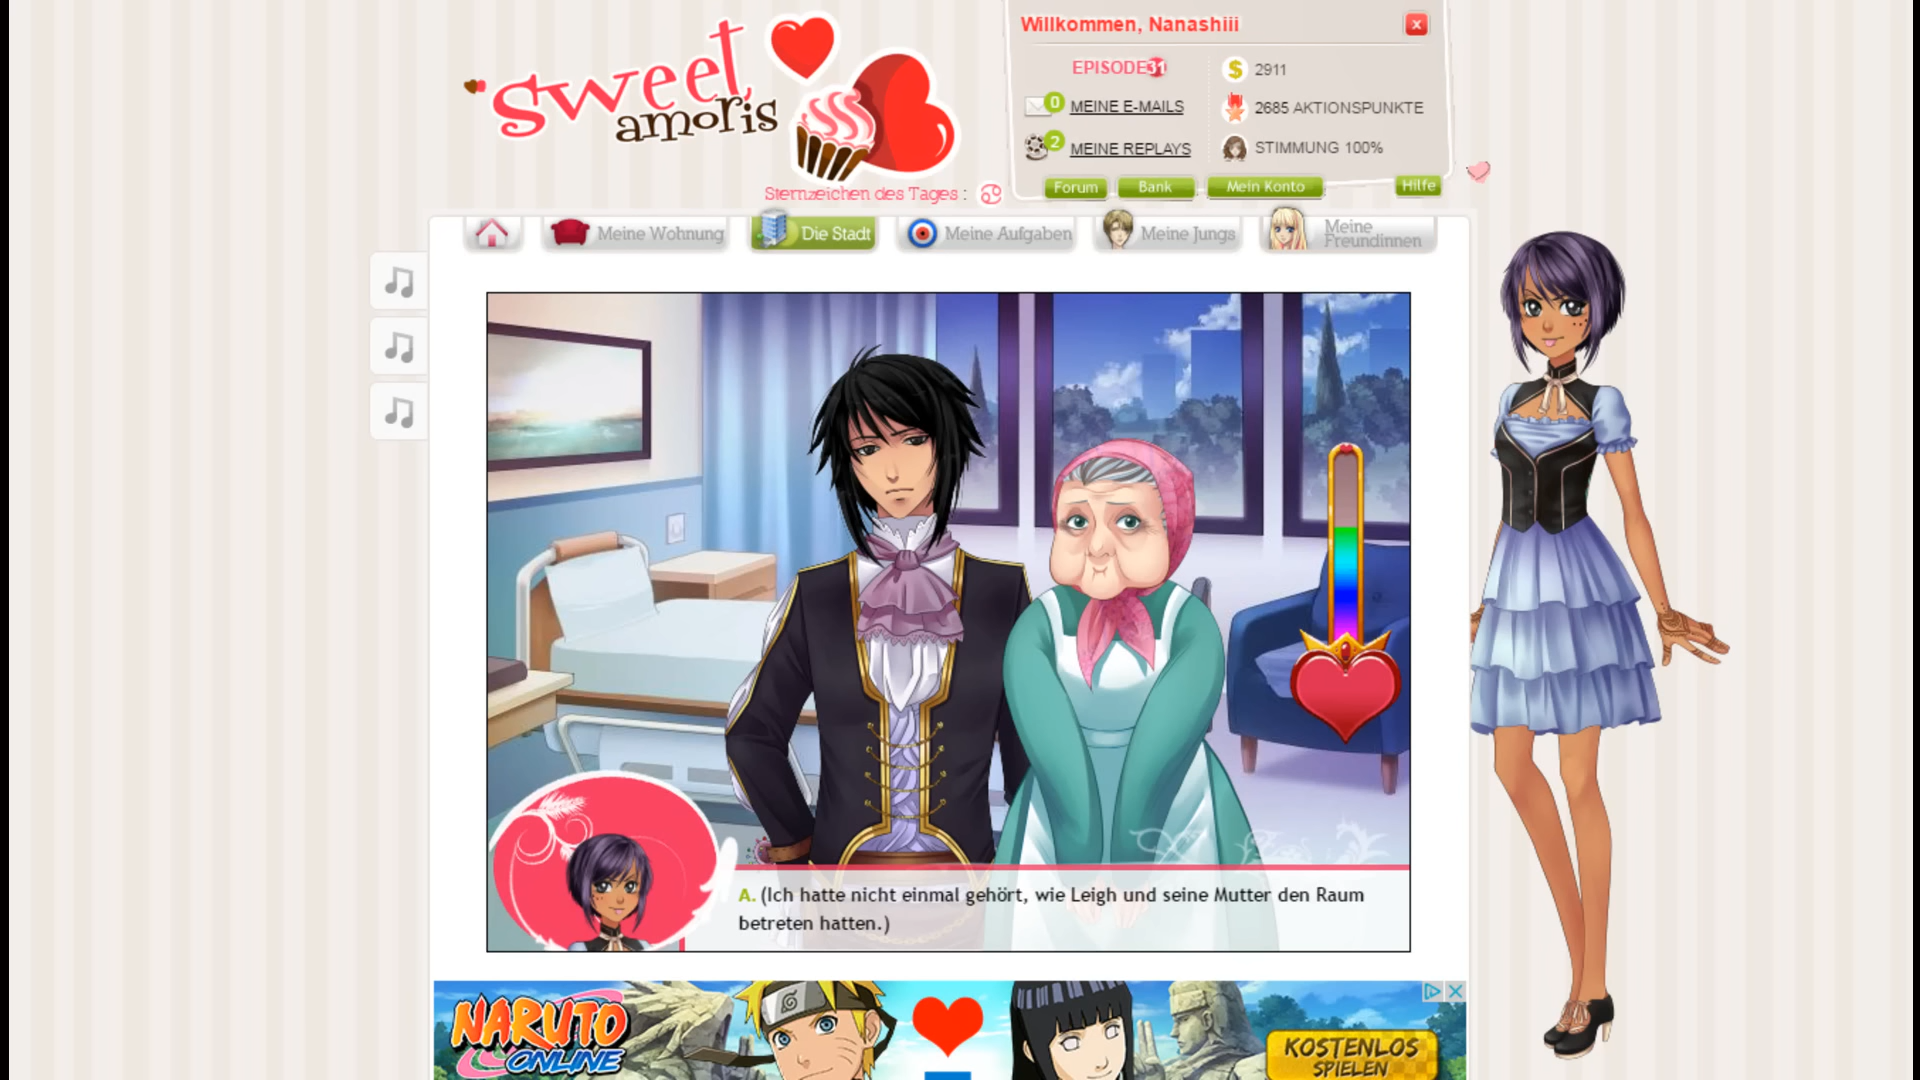 sweet
amoris
Sternzeichen des Tages :
Willkommen, Nanashiii
x
EPISODE31
0 MEINE E-MAILS
2 MEINE REPLAYS
$ 2911
2685 AKTIONSPUNKTE
STIMMUNG 100%
Forum
Bank
Mein Konto
Hilfe
Meine Wohnung
Die Stadt
Meine Aufgaben
Meine Jungs
Meine
Freundinnen
A. (Ich hatte nicht einmal gehört, wie Leigh und seine Mutter den Raum
betreten hatten.)
NARUTO
ONLINE
KOSTENLOS
SPIELEN